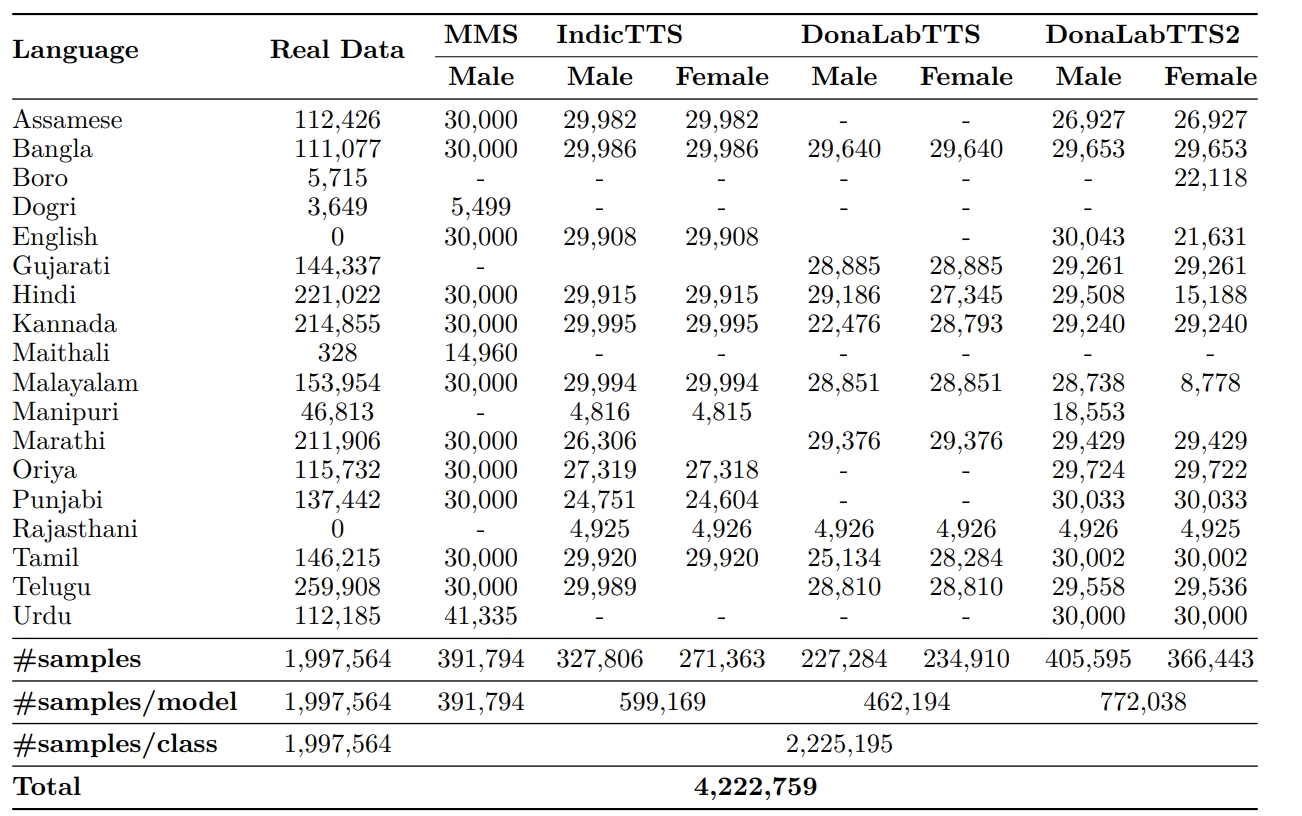 Language Real Data MMS IndicTTS DonaLabTTS DonaLabTTS2
Male Male Female Male Female Male Female
Assamese 112,426 30,000 29,982 29,982 - - 26,927 26,927
Bangla 111,077 30,000 29,986 29,986 29,640 29,640 29,653 29,653
Boro 5,715 - - - - - - 22,118
Dogri 3,649 5,499 - - - - -
English 0 30,000 29,908 29,908 - 30,043 21,631
Gujarati 144,337 - 28,885 28,885 29,261 29,261
Hindi 221,022 30,000 29,915 29,915 29,186 27,345 29,508 15,188
Kannada 214,855 30,000 29,995 29,995 22,476 28,793 29,240 29,240
Maithali 328 14,960 - - - - - -
Malayalam 153,954 30,000 29,994 29,994 28,851 28,851 28,738 8,778
Manipuri 46,813 - 4,816 4,815 18,553
Marathi 211,906 30,000 26,306 29,376 29,376 29,429 29,429
Oriya 115,732 30,000 27,319 27,318 - - 29,724 29,722
Punjabi 137,442 30,000 24,751 24,604 - - 30,033 30,033
Rajasthani 0 - 4,925 4,926 4,926 4,926 4,926 4,925
Tamil 146,215 30,000 29,920 29,920 25,134 28,284 30,002 30,002
Telugu 259,908 30,000 29,989 28,810 28,810 29,558 29,536
Urdu 112,185 41,335 - - - - 30,000 30,000
#samples 1,997,564 391,794 327,806 271,363 227,284 234,910 405,595 366,443
#samples/model 1,997,564 391,794 599,169 462,194 772,038
#samples/class 1,997,564 2,225,195
Total 4,222,759